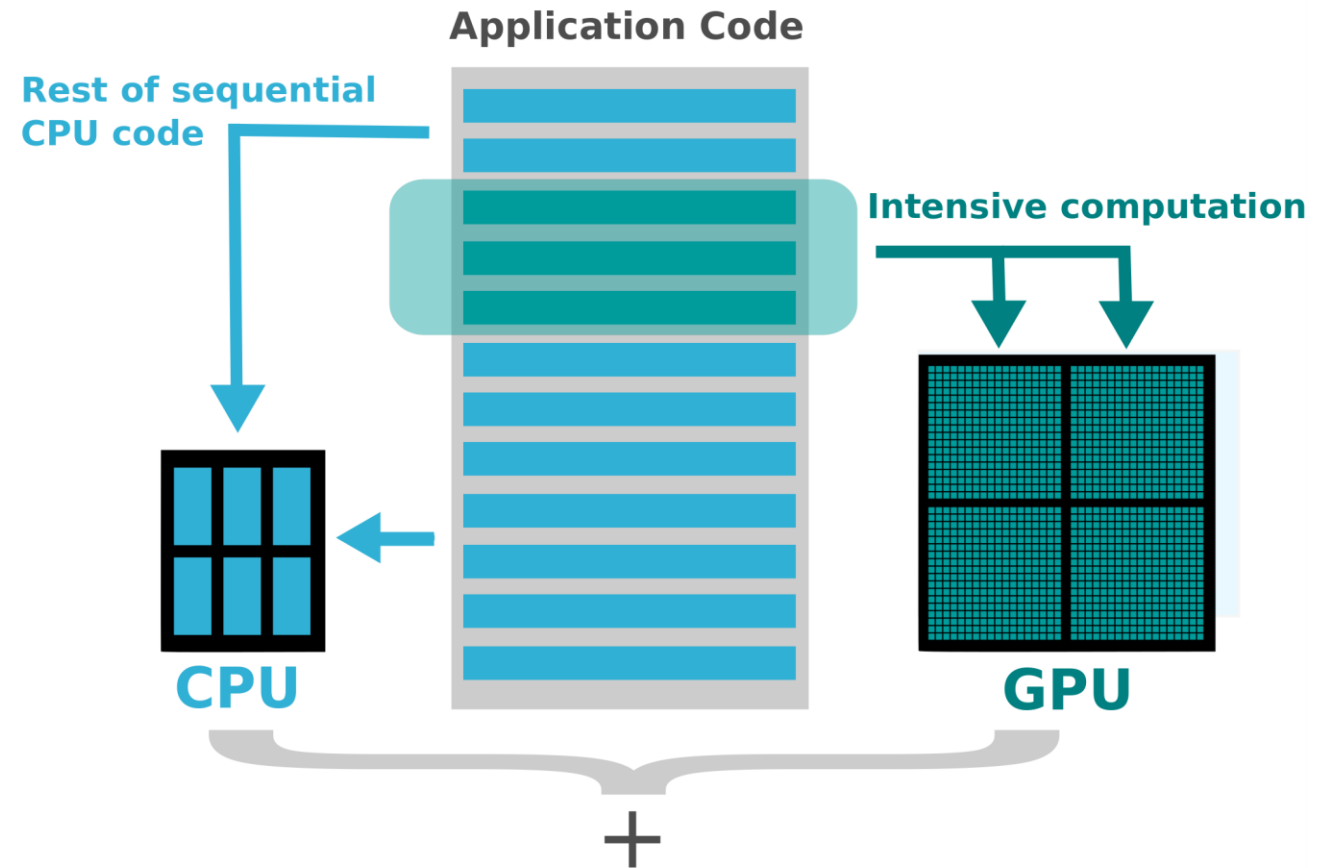 Application Code
Rest of sequential
CPU code
Intensive computation
CPU
GPU
+